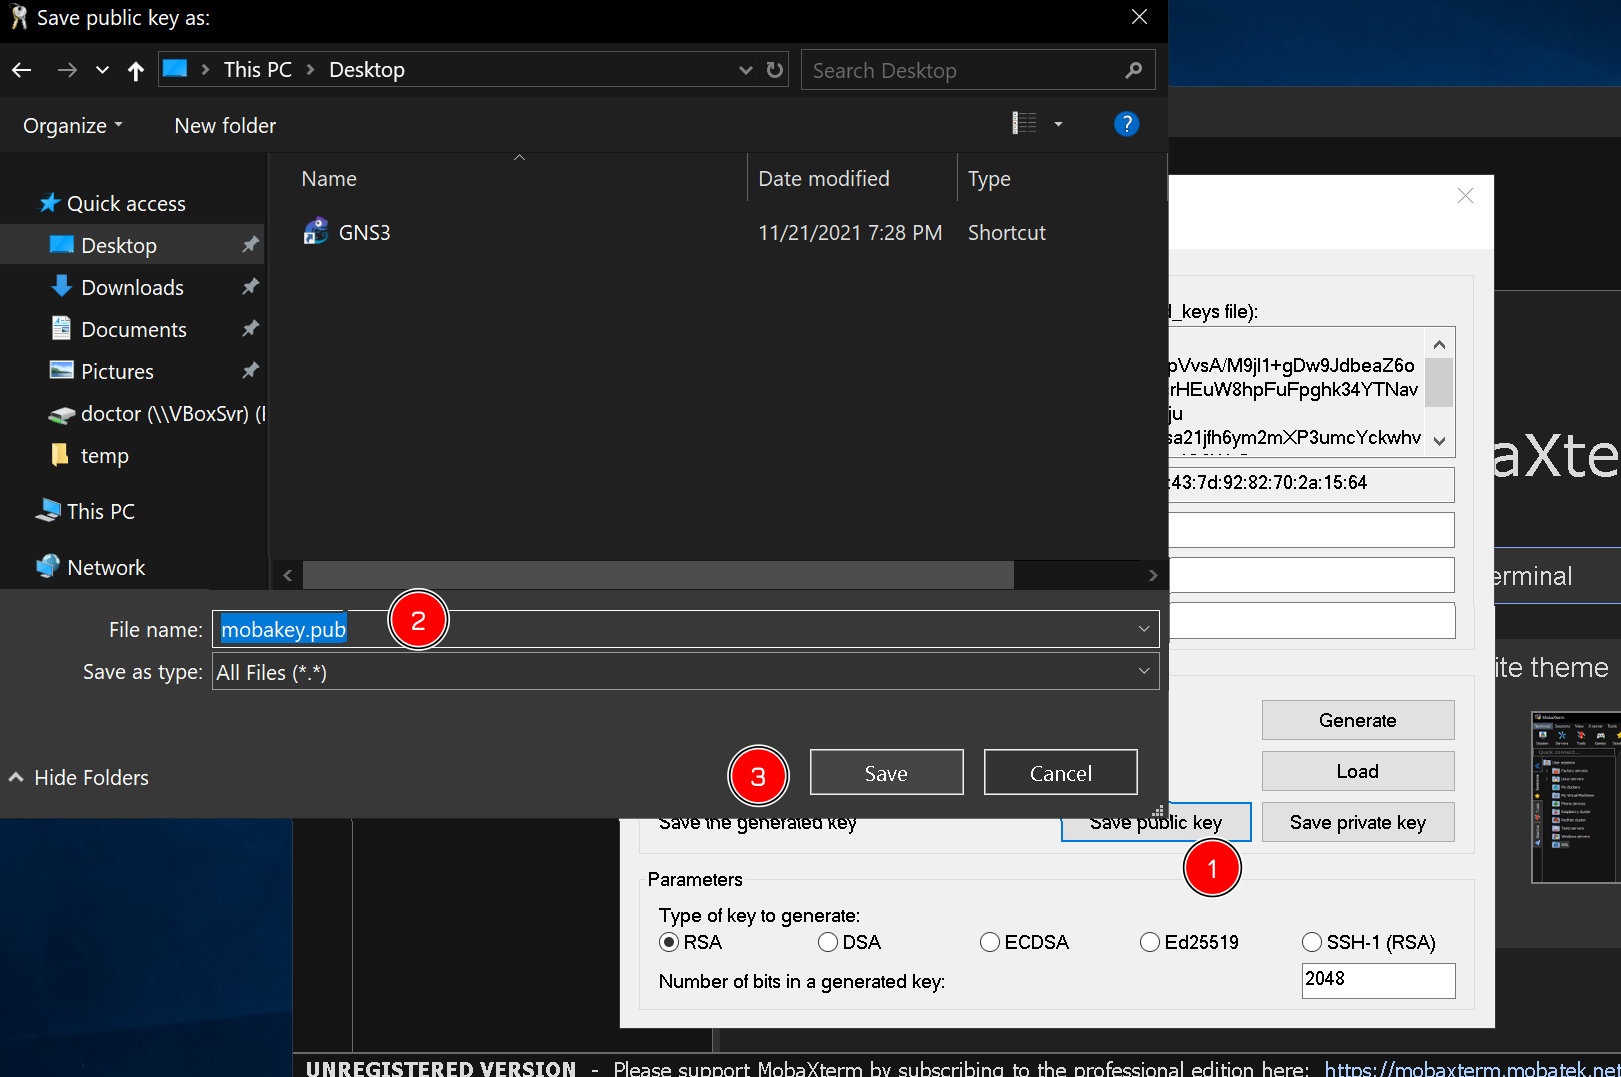 Save public key as:
This PC > Desktop
Search Desktop
Organize
New folder
Name
Date modified
Type
GNS3
11/21/2021 7:28 PM
Shortcut
Quick access
Desktop
Downloads
Documents
Pictures
doctor (\\VBoxSvr) (
temp
This PC
Network
File name:
mobakey.pub
2
Save as type:
All Files (*.*)
3
Save
Cancel
Hide Folders
_keys file):
pVvsA/M9jl1+gDw9JdbeaZ6o
rHEuW8hpFuFpghk34YTNav
ju
sa21jfh6ym2mXP3umcYckwhv
:43:7d:92:82:70:2a:15:64
Generate
Load
Save the generated key
Save public key
Save private key
1
Parameters
Type of key to generate:
RSA
DSA
ECDSA
Ed25519
SSH-1 (RSA)
Number of bits in a generated key:
2048
aXte
erminal
ite theme
UNREGISTERED VERSION - Please support MobaXterm by subscribing to the professional edition here: https://mobaxterm.mobatek.ne